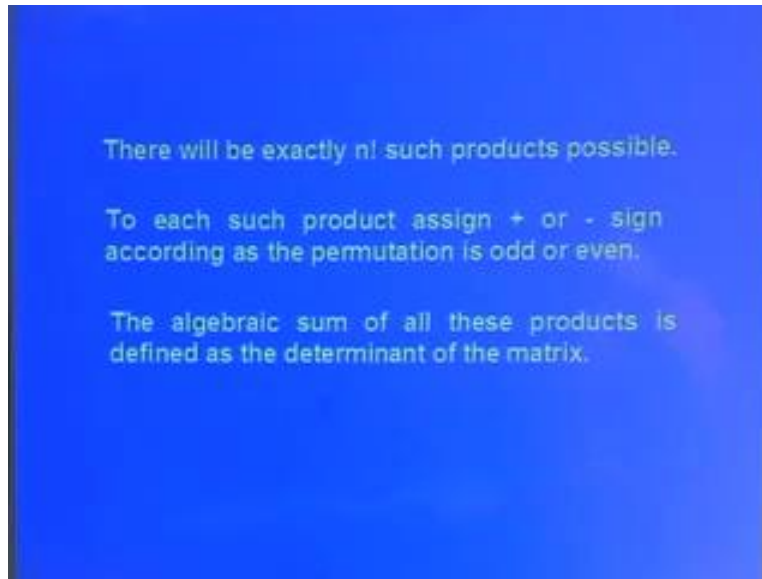 There will be exactly n! such products possible.
To each such product assign + or - sign
according as the permutation is odd or even.
The algebraic sum of all these products is
defined as the determinant of the matrix.